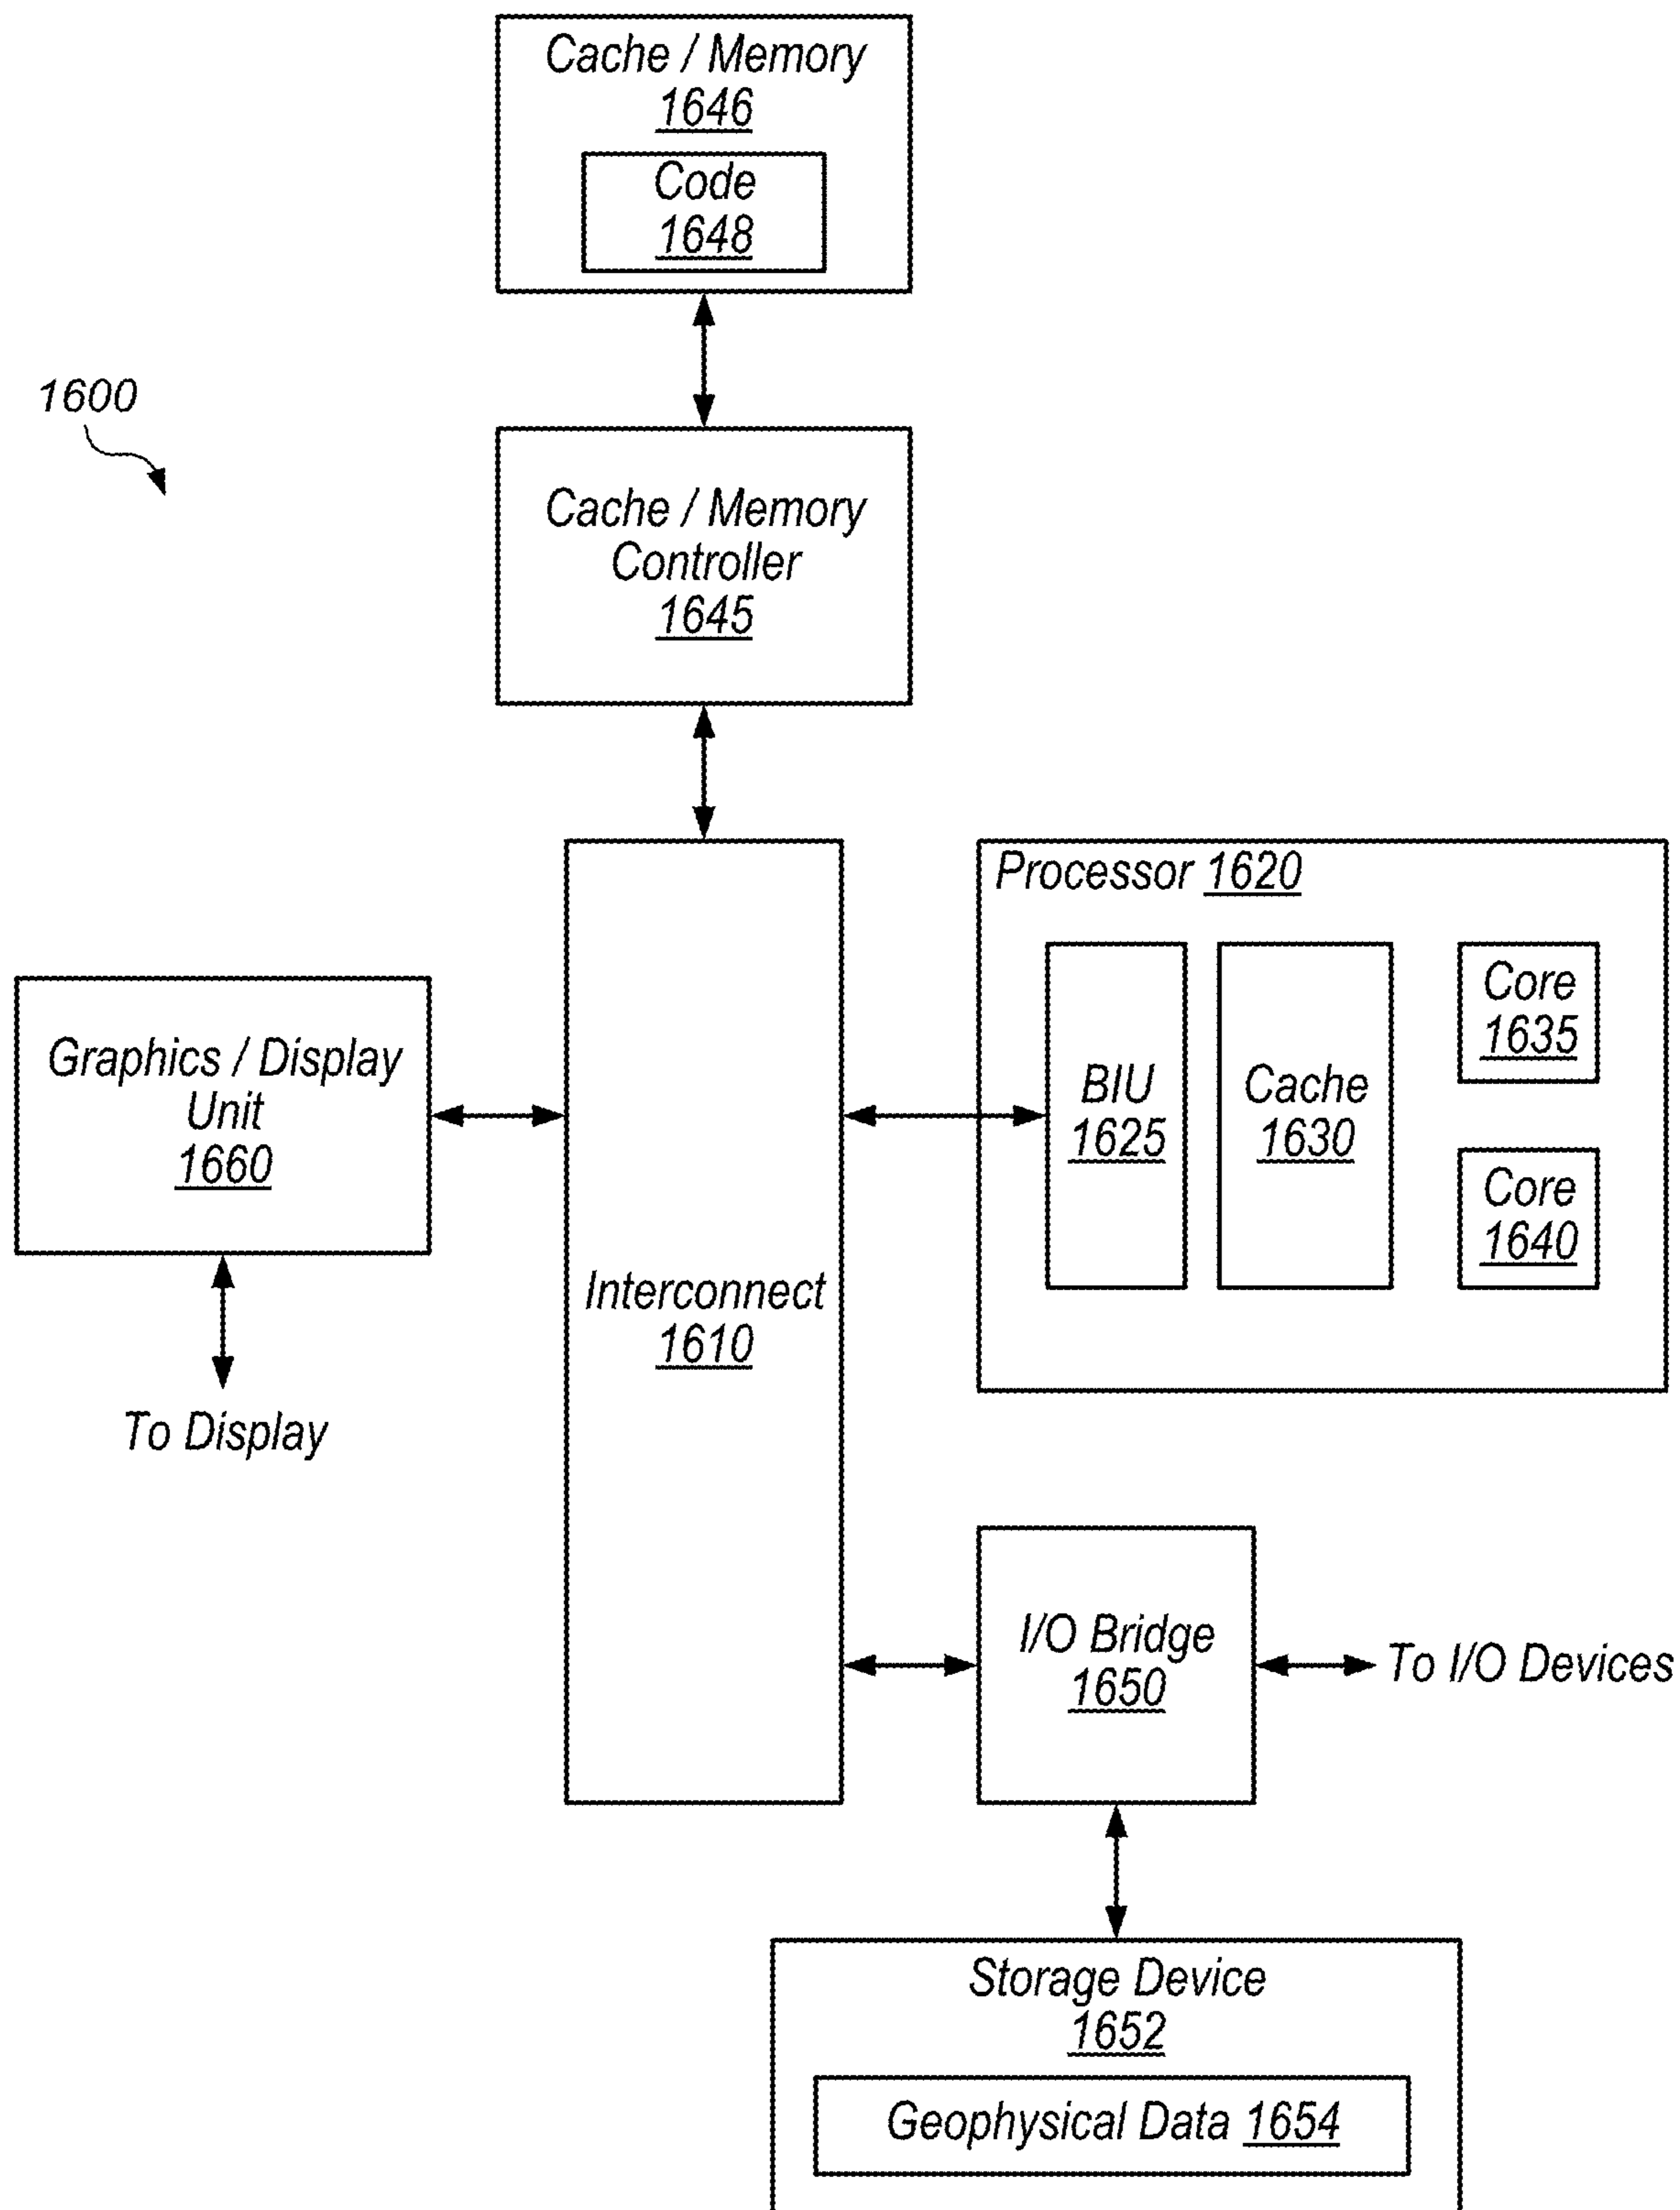 Cache / Memory
1646
Code
1648
1600
Cache / Memory
Controller
1645
Processor 1620
Core
1635
Graphics / Display
Unit
1660
BIU
1625
Cache
1630
Core
1640
Interconnect
1610
To Display
I/O Bridge
1650
To I/O Devices
Storage Device
1652
Geophysical Data 1654